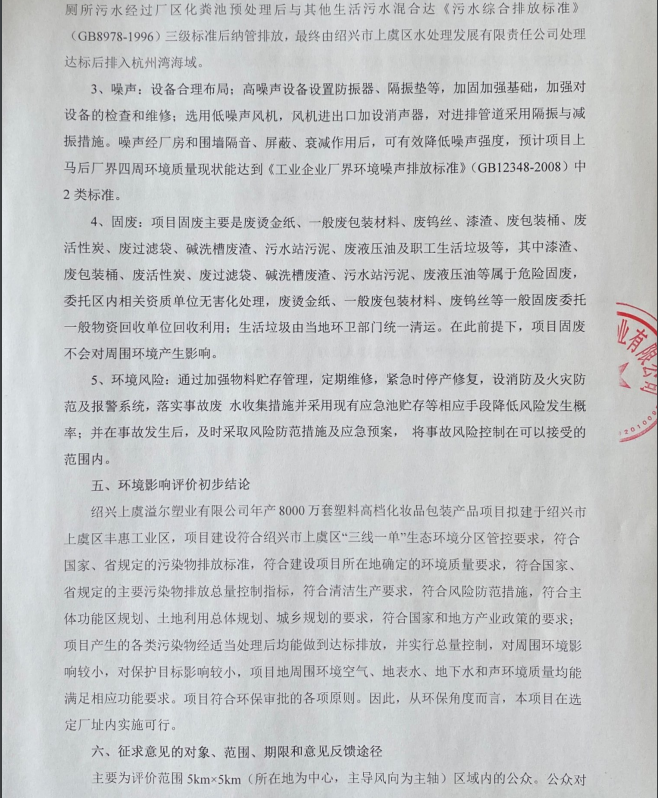 厕所污水经过厂区化粪池预处理后与其他生活污水混合达《污水综合排放标准》
（GB8978-1996）三级标准后纳管排放，最终由绍兴市上虞区水处理发展有限责任公司处理
达标后排入杭州湾海域。
3、噪声：设备合理布局；高噪声设备设置防振器、隔振垫等，加固加强基础，加强对
设备的检查和维修；选用低噪声风机，风机进出口加设消声器，对进排管道采用隔振与减
振措施。噪声经厂房和围墙隔音、屏蔽、衰减作用后，可有效降低噪声强度，预计项目上
马后厂界四周环境质量现状能达到《工业企业厂界环境噪声排放标准》（GB12348-2008）中
2 类标准。
4、固废：项目固废主要是废烫金纸、一般废包装材料、废钨丝、漆渣、废包装桶、废
活性炭、废过滤袋、碱洗槽废渣、污水站污泥、废液压油及职工生活垃圾等，其中漆渣、
废包装桶、废活性炭、废过滤袋、碱洗槽废渣、污水站污泥、废液压油等属于危险固废，
委托区内相关资质单位无害化处理，废烫金纸、一般废包装材料、废钨丝等一般固废委托
一般物资回收单位回收利用；生活垃圾由当地环卫部门统一清运。在此前提下，项目固废
不会对周围环境产生影响。
5、环境风险：通过加强物料贮存管理，定期维修，紧急时停产修复，设消防及火灾防
范及报警系统，落实事故废 水收集措施并采用现有应急池贮存等相应手段降低风险发生概
率；并在事故发生后，及时采取风险防范措施及应急预案， 将事故风险控制在可以接受的
范围内。
五、环境影响评价初步结论
绍兴上虞溢尔塑业有限公司年产 8000 万套塑料高档化妆品包装产品项目拟建于绍兴市
上虞区丰惠工业区，项目建设符合绍兴市上虞区“三线一单”生态环境分区管控要求，符合
国家、省规定的污染物排放标准，符合建设项目所在地确定的环境质量要求，符合国家、
省规定的主要污染物排放总量控制指标，符合清洁生产要求，符合风险防范措施，符合主
体功能区规划、土地利用总体规划、城乡规划的要求，符合国家和地方产业政策的要求；
项目产生的各类污染物经适当处理后均能做到达标排放，并实行总量控制，对周围环境影
响较小，对保护目标影响较小，项目地周围环境空气、地表水、地下水和声环境质量均能
满足相应功能要求。项目符合环保审批的各项原则。因此，从环保角度而言，本项目在选
定厂址内实施可行。
六、征求意见的对象、范围、期限和意见反馈途径
主要为评价范围 5km×5km（所在地为中心，主导风向为主轴）区域内的公众。公众对
业有限公司